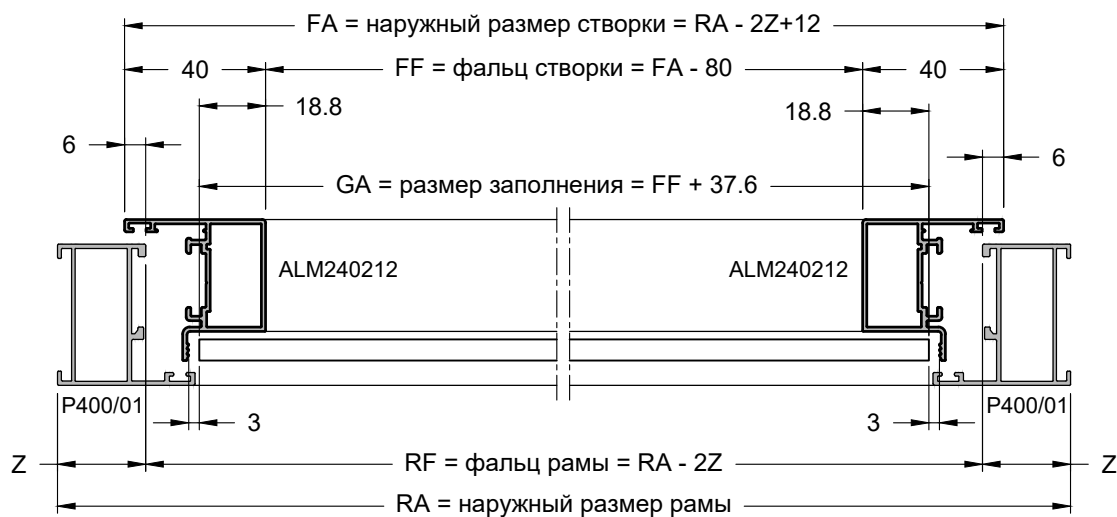 FA = наружный размер створки = RA - 2Z+12
40
FF = фальц створки = FA - 80
40
18.8
18.8
6
6
GA = размер заполнения = FF + 37.6
ALM240212
ALM240212
P400/01
P400/01
3
3
Z
RF = фальц рамы = RA - 2Z
Z
RA = наружный размер рамы